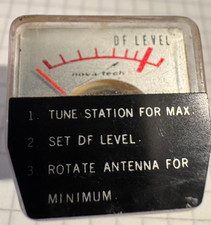 DF LEVEL
nova tech
1. TUNE STATION FOR MAX.
2 SET DF LEVEL.
3 ROTATE ANTENNA FOR
MINIMUM.